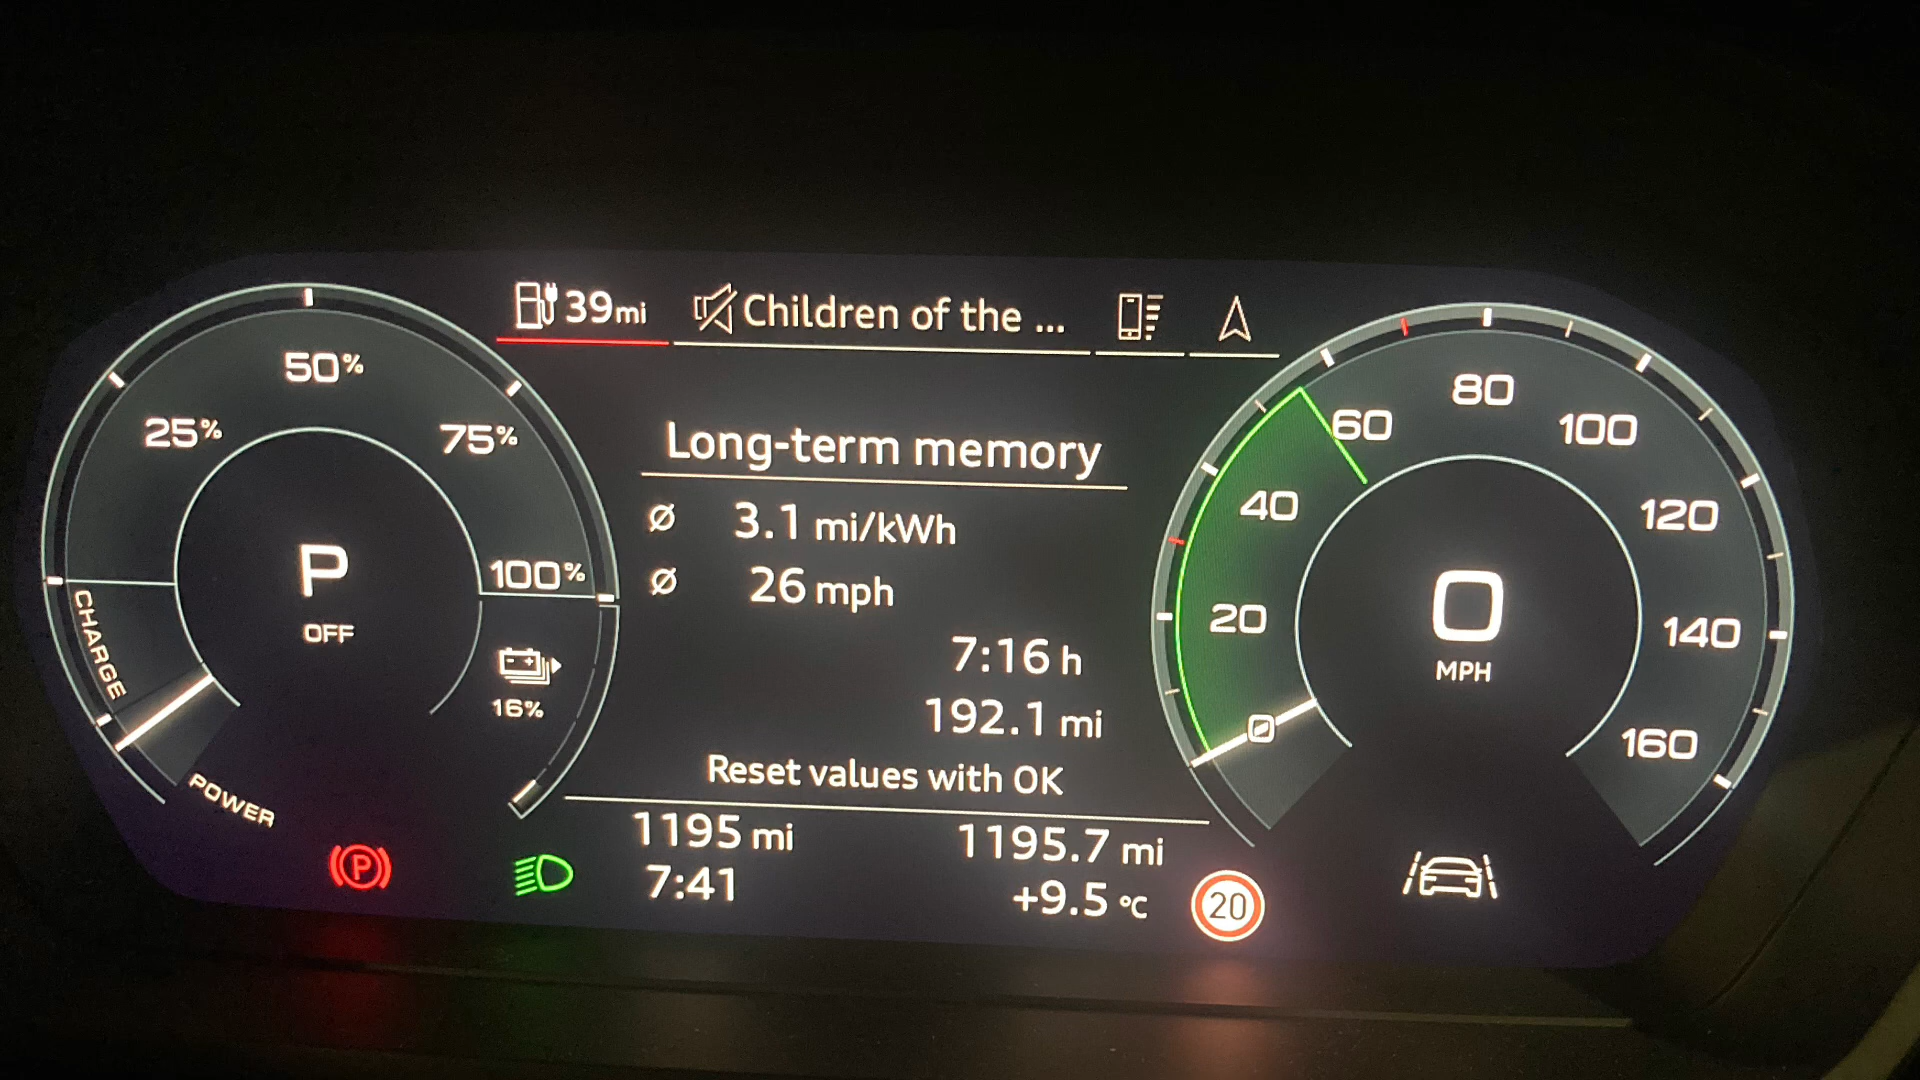 39mi Children of the ...
50%
25%
75%
100%
P
OFF
CHARGE
POWER
16%
Long-term memory
Ø 3.1 mi/kWh
Ø 26 mph
7:16 h
192.1 mi
Reset values with OK
1195 mi 1195.7 mi
7:41 +9.5 °C
P
20
0
20
40
60
80
100
120
140
160
0
MPH